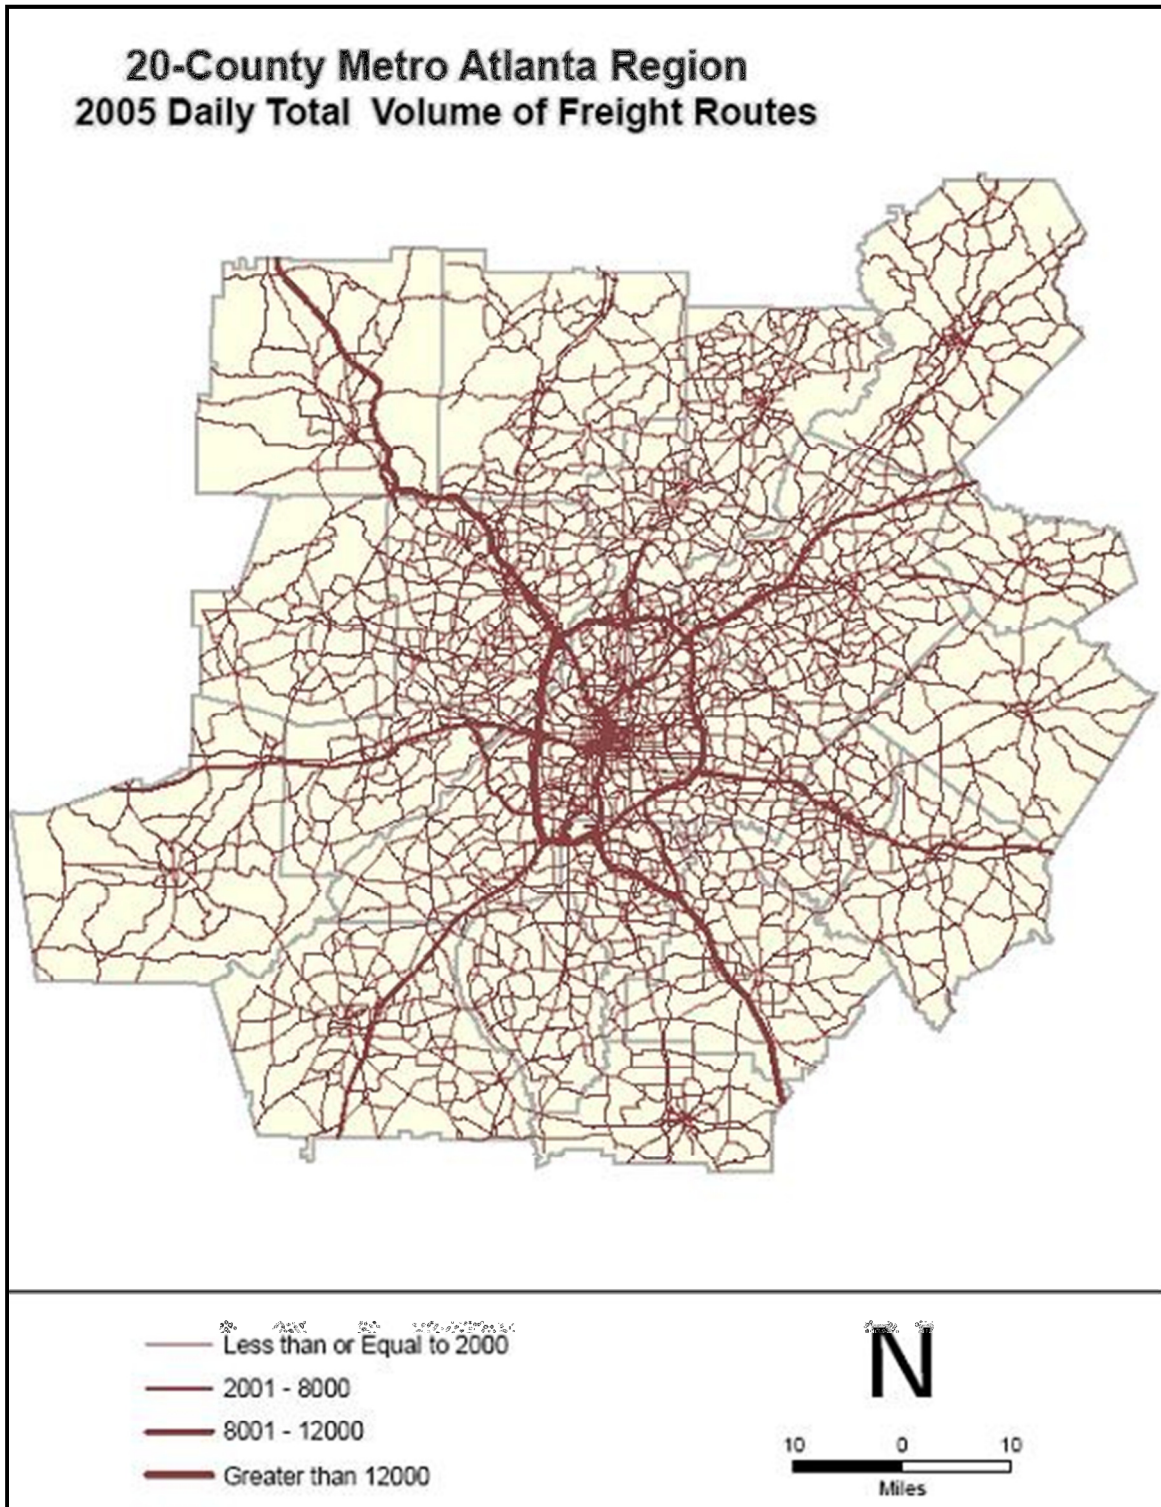 20-County Metro Atlanta Region
2005 Daily Total Volume of Freight Routes
Less than or Equal to 2000
2001 - 8000
8001 - 12000
Greater than 12000
N
10 0 10
Miles